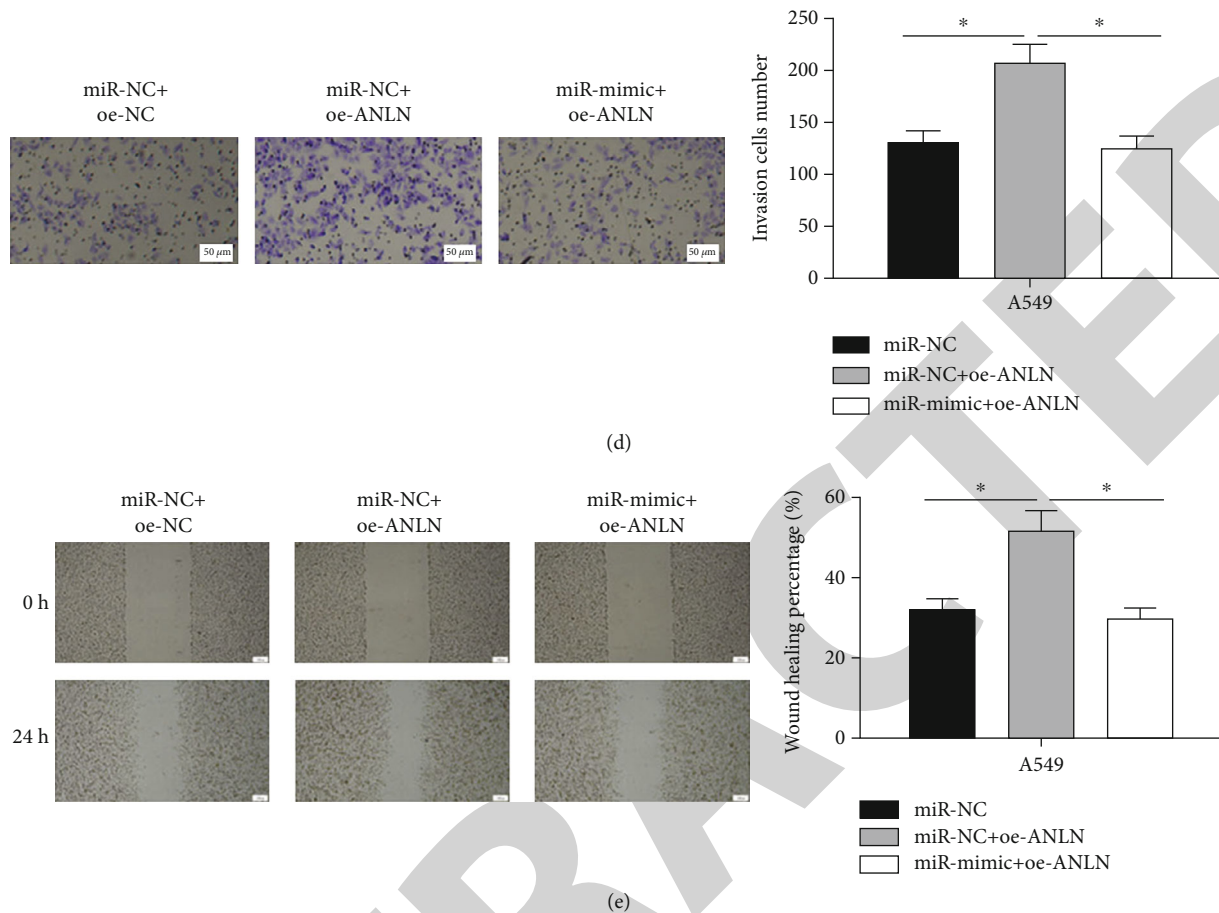 miR-NC+
oe-NC
miR-NC+
oe-ANLN
miR-mimic+
oe-ANLN
50 μm
50 μm
50 μm
Invasion cells number
250
200
150
100
50
0
*
*
A549
miR-NC
miR-NC+oe-ANLN
miR-mimic+oe-ANLN
(d)
miR-NC+
oe-NC
miR-NC+
oe-ANLN
miR-mimic+
oe-ANLN
0 h
24 h
Wound healing percentage (%)
60
40
20
0
*
*
A549
miR-NC
miR-NC+oe-ANLN
miR-mimic+oe-ANLN
(e)
RACTED